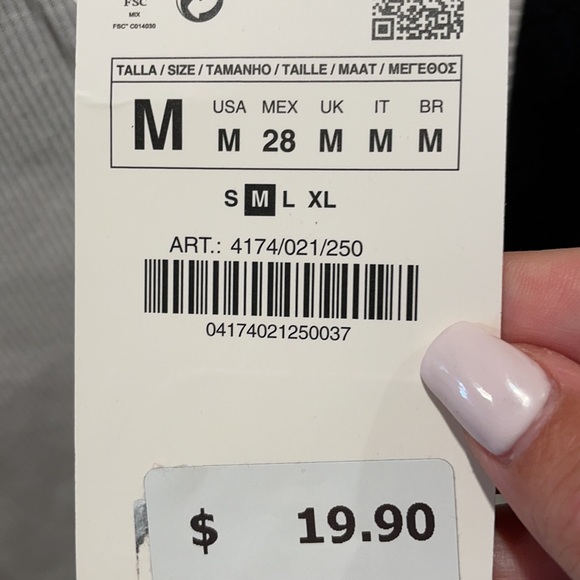 FSC
MIX
FSC® C014030
TALLA / SIZE / TAMANHO / TAILLE / MAAT / ΜΕΓΕΘΟΣ
M USA MEX UK IT BR
M 28 M M M
S M L XL
ART.: 4174/021/250
04174021250037
$ 19.90